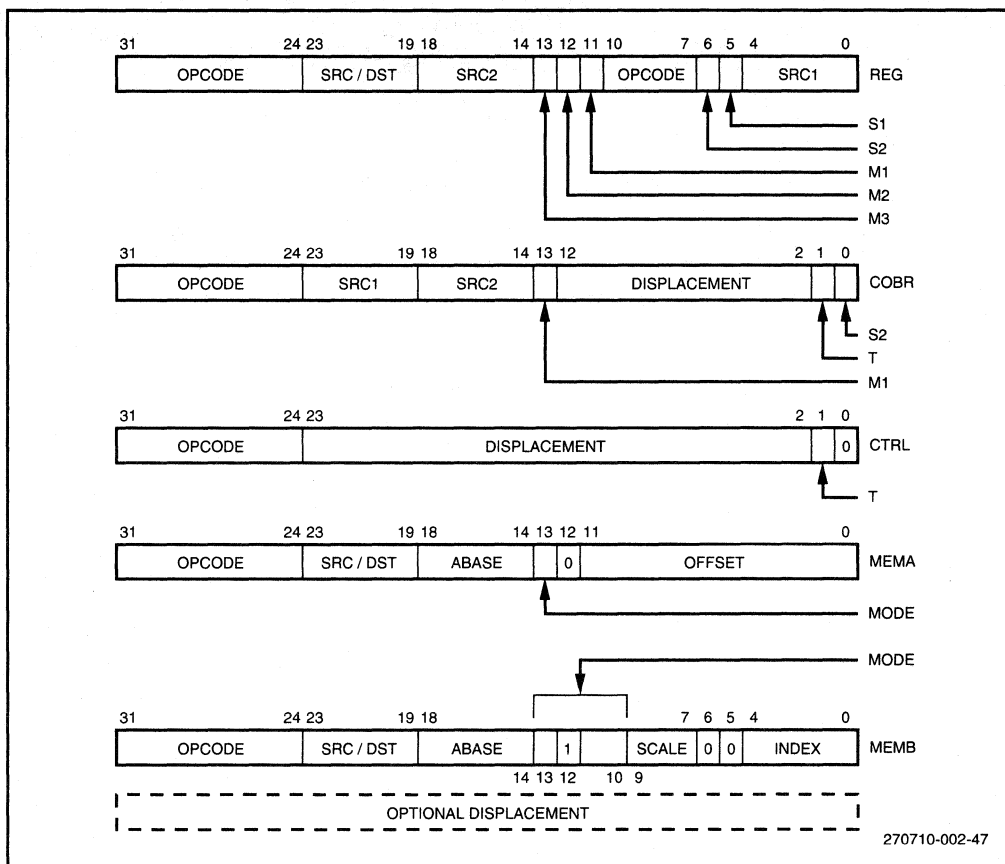 31 24 23 19 18 14 13 12 11 10 7 6 5 4 0
OPCODE SRC / DST SRC2 OPCODE SRC1 REG
S1
S2
M1
M2
M3
31 24 23 19 18 14 13 12 2 1 0
OPCODE SRC1 SRC2 DISPLACEMENT COBR
S2
T
M1
31 24 23 2 1 0
OPCODE DISPLACEMENT 0 CTRL
T
31 24 23 19 18 14 13 12 11 0
OPCODE SRC / DST ABASE 0 OFFSET MEMA
MODE
MODE
31 24 23 19 18 7 6 5 4 0
OPCODE SRC / DST ABASE 1 SCALE 0 0 INDEX MEMB
14 13 12 10 9
OPTIONAL DISPLACEMENT
270710-002-47